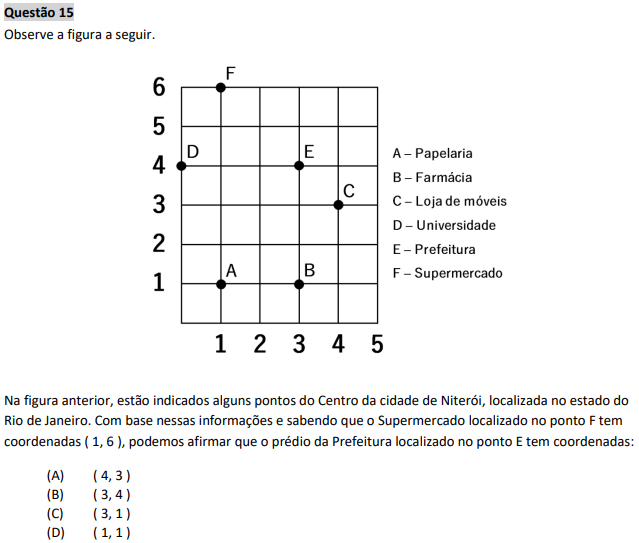 Questão 15
Observe a figura a seguir.
F
6
5
D
E
4
A – Papelaria
B – Farmácia
C
3
C – Loja de móveis
D – Universidade
2
E – Prefeitura
A
B
F – Supermercado
1
1 2 3 4 5
Na figura anterior, estão indicados alguns pontos do Centro da cidade de Niterói, localizada no estado do
Rio de Janeiro. Com base nessas informações e sabendo que o Supermercado localizado no ponto F tem
coordenadas ( 1, 6 ), podemos afirmar que o prédio da Prefeitura localizado no ponto E tem coordenadas:
(A) ( 4, 3 )
(B) ( 3, 4 )
(C) ( 3, 1 )
(D) ( 1, 1 )